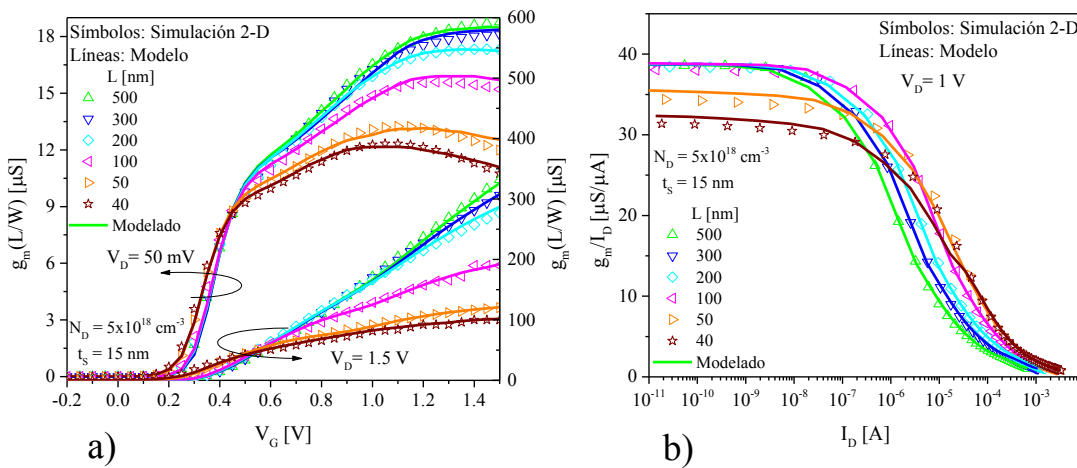 Símbolos: Simulación 2-D
Líneas: Modelo
L [nm]
500
300
200
100
50
40
Modelado
V_D= 50 mV
N_D = 5x10^18 cm^-3
t_S = 15 nm
V_D= 1.5 V
g_m(L/W) [µS]
18
15
12
9
6
3
0
g_m(L/W) [µS]
600
500
400
300
200
100
0
-0.2 0.0 0.2 0.4 0.6 0.8 1.0 1.2 1.4
V_G [V]
a)
Símbolos: Simulación 2-D
Líneas: Modelo
V_D= 1 V
N_D = 5x10^18 cm^-3
t_S = 15 nm
L [nm]
500
300
200
100
50
40
Modelado
g_m/I_D [µS/µA]
50
40
30
20
10
0
10^-11 10^-10 10^-9 10^-8 10^-7 10^-6 10^-5 10^-4 10^-3
I_D [A]
b)